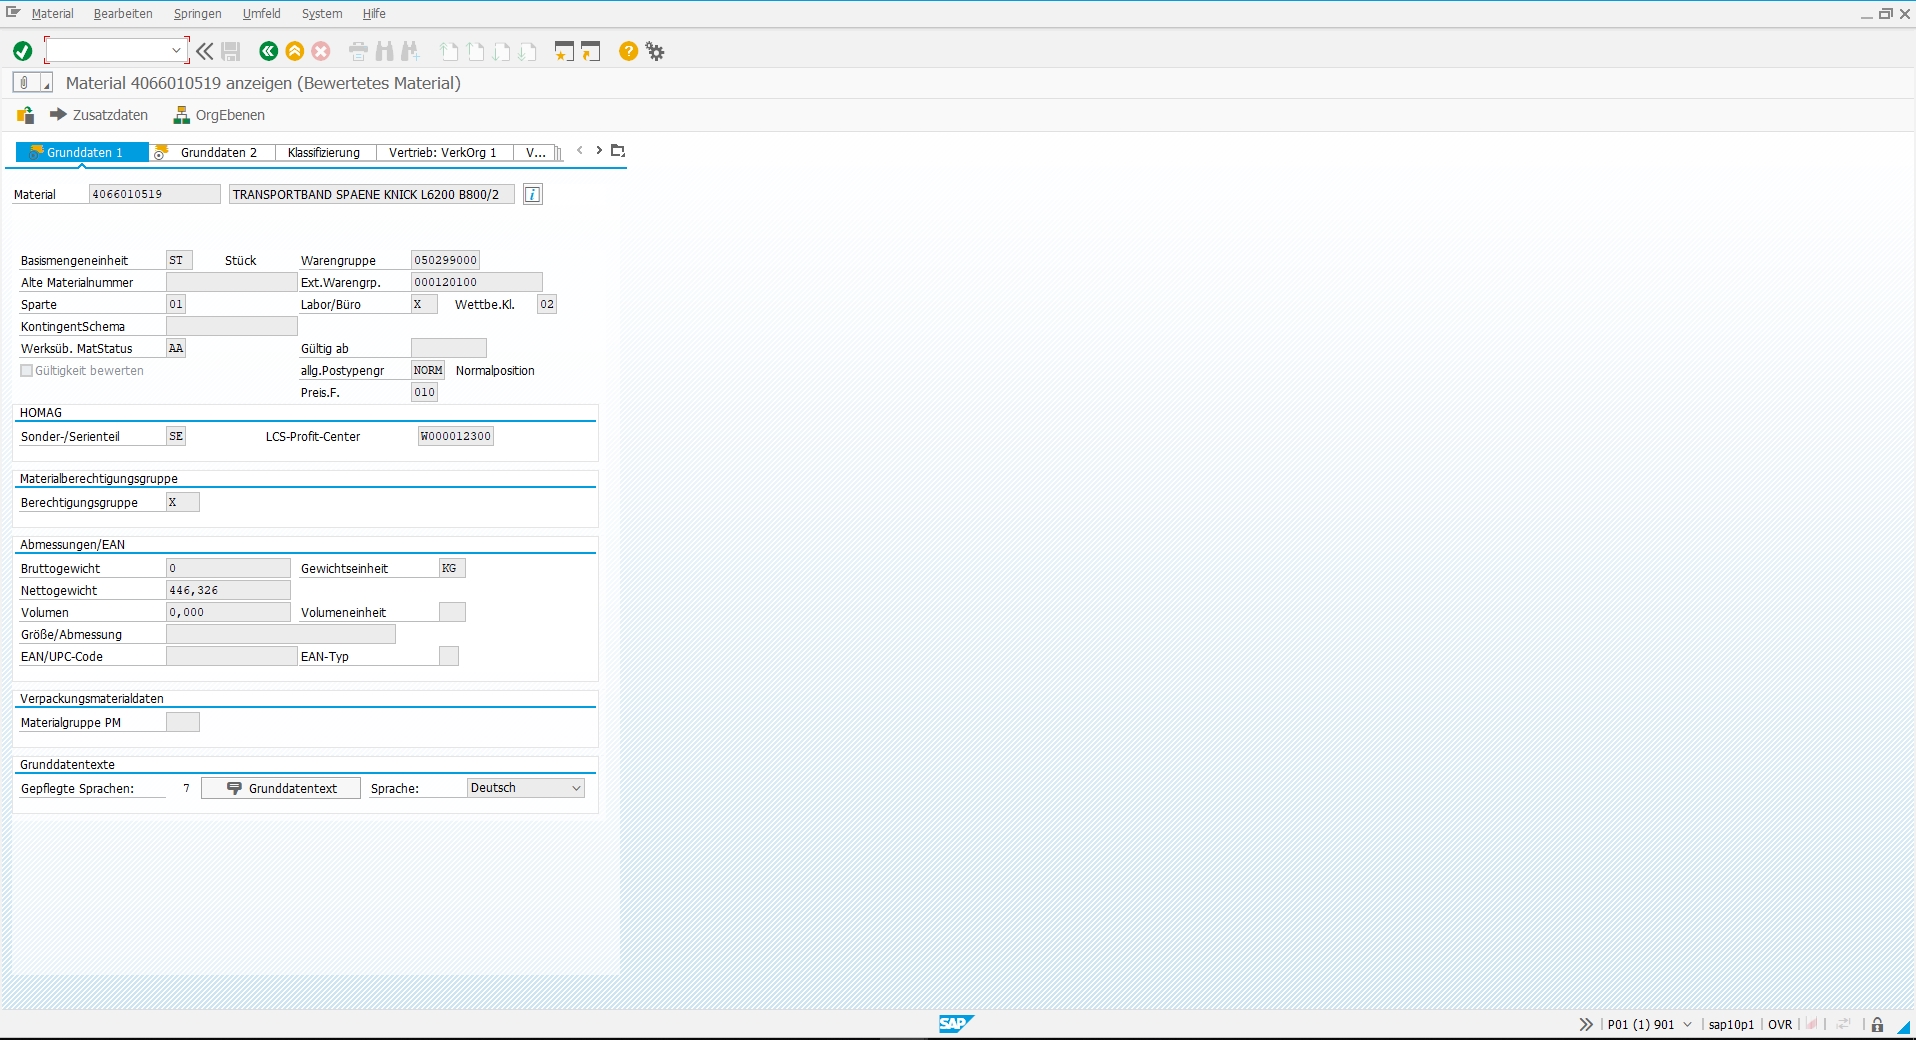 Material Bearbeiten Springen Umfeld System Hilfe
Material 4066010519 anzeigen (Bewertetes Material)
Zusatzdaten OrgEbenen
Grunddaten 1 Grunddaten 2 Klassifizierung Vertrieb: VerkOrg 1 V...
Material 4066010519 TRANSPORTBAND SPAENE KNICK L6200 B800/2
Basismengeneinheit ST Stück Warengruppe 050299000
Alte Materialnummer Ext.Warengrp. 000120100
Sparte 01 Labor/Büro X Wettbe.Kl. 02
KontingentSchema
Werksüb. MatStatus AA Gültig ab
Gültigkeit bewerten allg.Postypengr NORM Normalposition
Preis.F. 010
HOMAG
Sonder-/Serienteil SE LCS-Profit-Center W000012300
Materialberechtigungsgruppe
Berechtigungsgruppe X
Abmessungen/EAN
Bruttogewicht 0 Gewichtseinheit KG
Nettogewicht 446,326
Volumen 0,000 Volumeneinheit
Größe/Abmessung
EAN/UPC-Code EAN-Typ
Verpackungsmaterialdaten
Materialgruppe PM
Grunddatentexte
Gepflegte Sprachen: 7 Grunddatentext Sprache: Deutsch
SAP P01 (1) 901 sap10p1 OVR